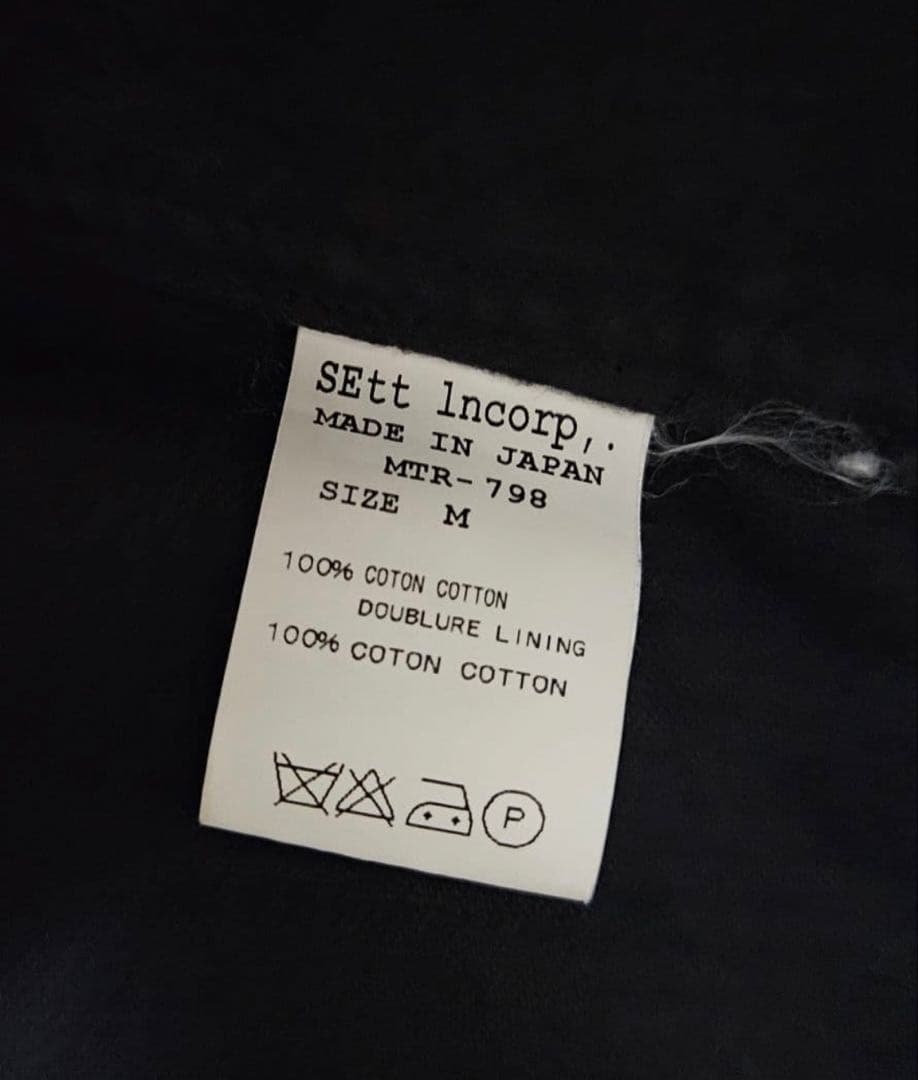 SEtt lncorp,.
MADE IN JAPAN
MTR-798
SIZE M
100% COTON COTTON
DOUBLURE LINING
100% COTON COTTON
P